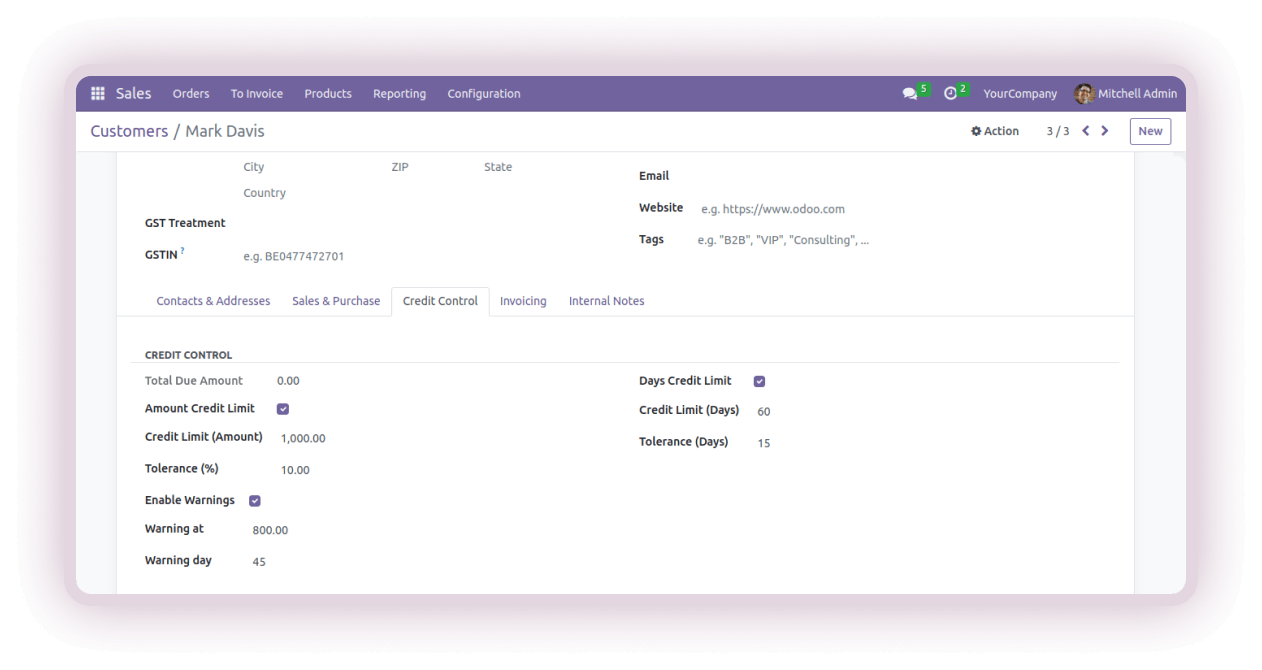 Sales Orders To Invoice Products Reporting Configuration 5 2 YourCompany Mitchell Admin
Customers / Mark Davis Action 3 / 3 New
City ZIP State
Country
Email
Website e.g. https://www.odoo.com
Tags e.g. "B2B", "VIP", "Consulting", ...
GST Treatment
GSTIN ? e.g. BE0477472701
Contacts & Addresses Sales & Purchase Credit Control Invoicing Internal Notes
CREDIT CONTROL
Total Due Amount 0.00
Amount Credit Limit
Credit Limit (Amount) 1,000.00
Tolerance (%) 10.00
Enable Warnings
Warning at 800.00
Warning day 45
Days Credit Limit
Credit Limit (Days) 60
Tolerance (Days) 15